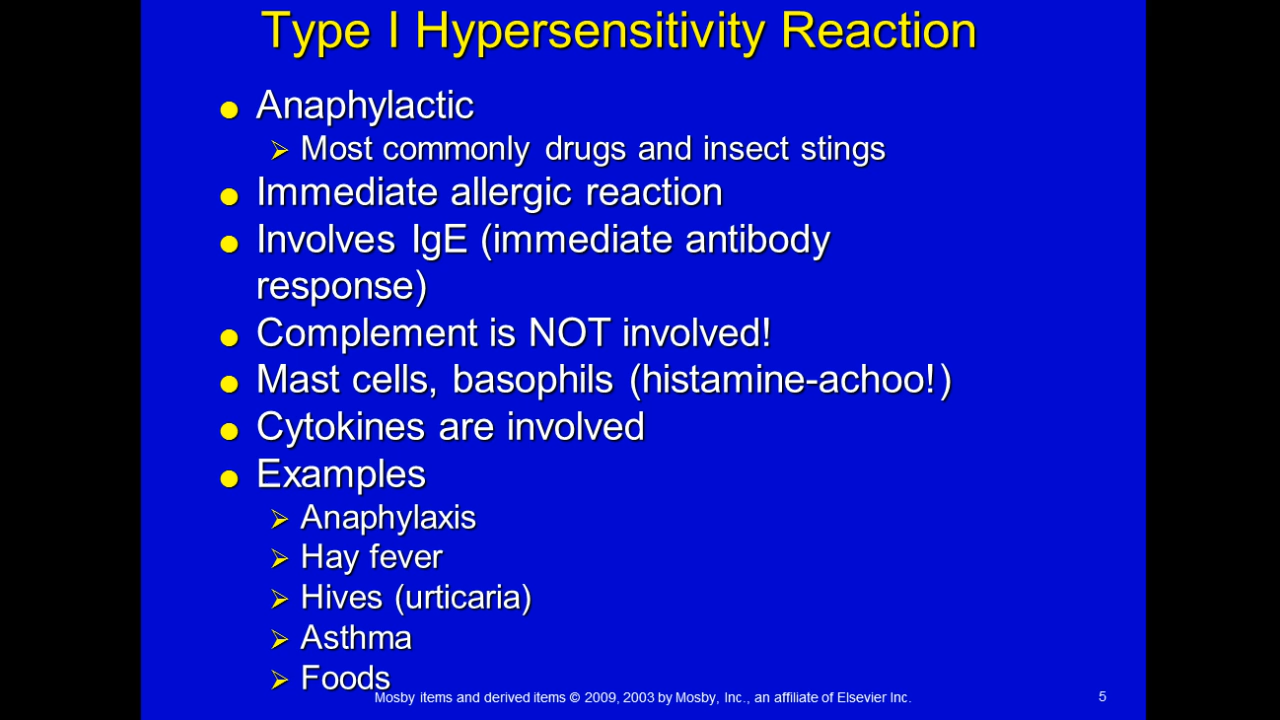 Type I Hypersensitivity Reaction
Anaphylactic
Most commonly drugs and insect stings
Immediate allergic reaction
Involves IgE (immediate antibody
response)
Complement is NOT involved!
Mast cells, basophils (histamine-achoo!)
Cytokines are involved
Examples
Anaphylaxis
Hay fever
Hives (urticaria)
Asthma
Foods
Mosby items and derived items © 2009, 2003 by Mosby, Inc., an affiliate of Elsevier Inc.
5